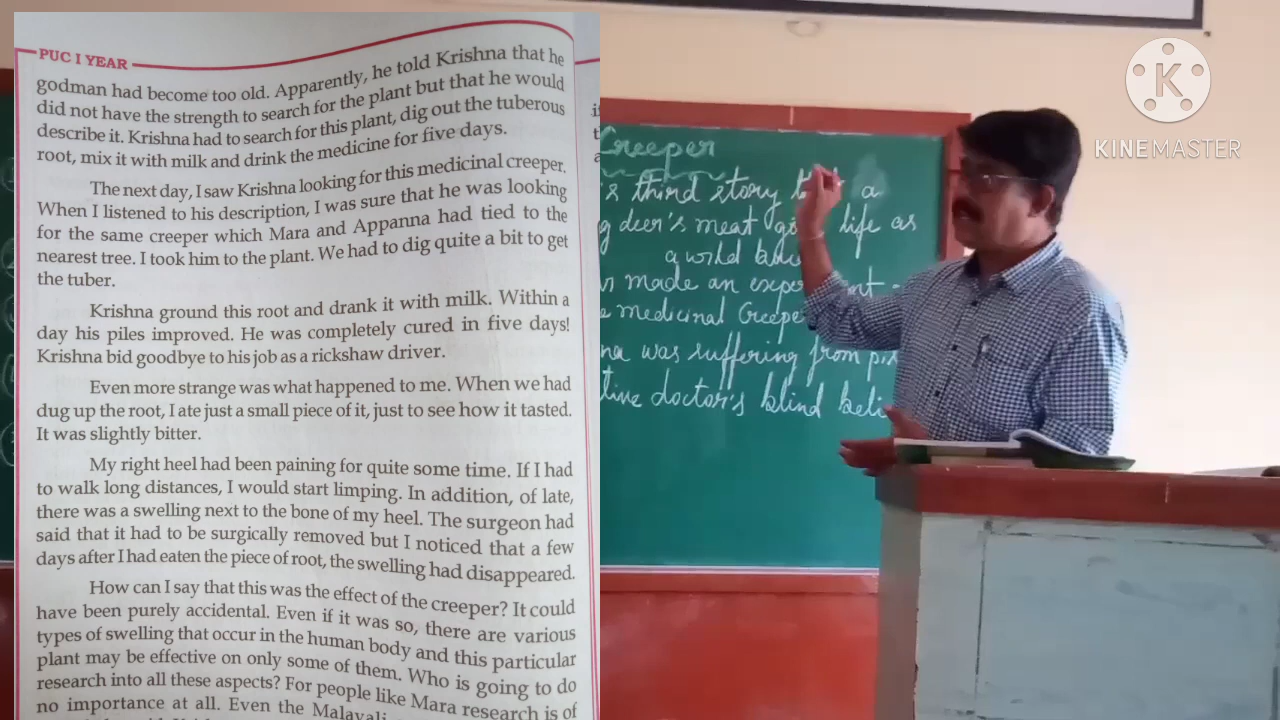 PUC I YEAR
godman had become too old. Apparently, he told Krishna that he
did not have the strength to search for the plant but that he would
describe it. Krishna had to search for this plant, dig out the tuberous
root, mix it with milk and drink the medicine for five days.
The next day, I saw Krishna looking for this medicinal creeper.
When I listened to his description, I was sure that he was looking
for the same creeper which Mara and Appanna had tied to the
nearest tree. I took him to the plant. We had to dig quite a bit to get
the tuber.
Krishna ground this root and drank it with milk. Within a
day his piles improved. He was completely cured in five days!
Krishna bid goodbye to his job as a rickshaw driver.
Even more strange was what happened to me. When we had
dug up the root, I ate just a small piece of it, just to see how it tasted.
It was slightly bitter.
My right heel had been paining for quite some time. If I had
to walk long distances, I would start limping. In addition, of late,
there was a swelling next to the bone of my heel. The surgeon had
said that it had to be surgically removed but I noticed that a few
days after I had eaten the piece of root, the swelling had disappeared.
How can I say that this was the effect of the creeper? It could
have been purely accidental. Even if it was so, there are various
types of swelling that occur in the human body and this particular
plant may be effective on only some of them. Who is going to do
research into all these aspects? For people like Mara research is of
no importance at all. Even the Malayali
Creeper
's third story a
deer's meat life as
a wild
made an
medicinal Creeper
was suffering from
doctor's blind
K
KINEMASTER